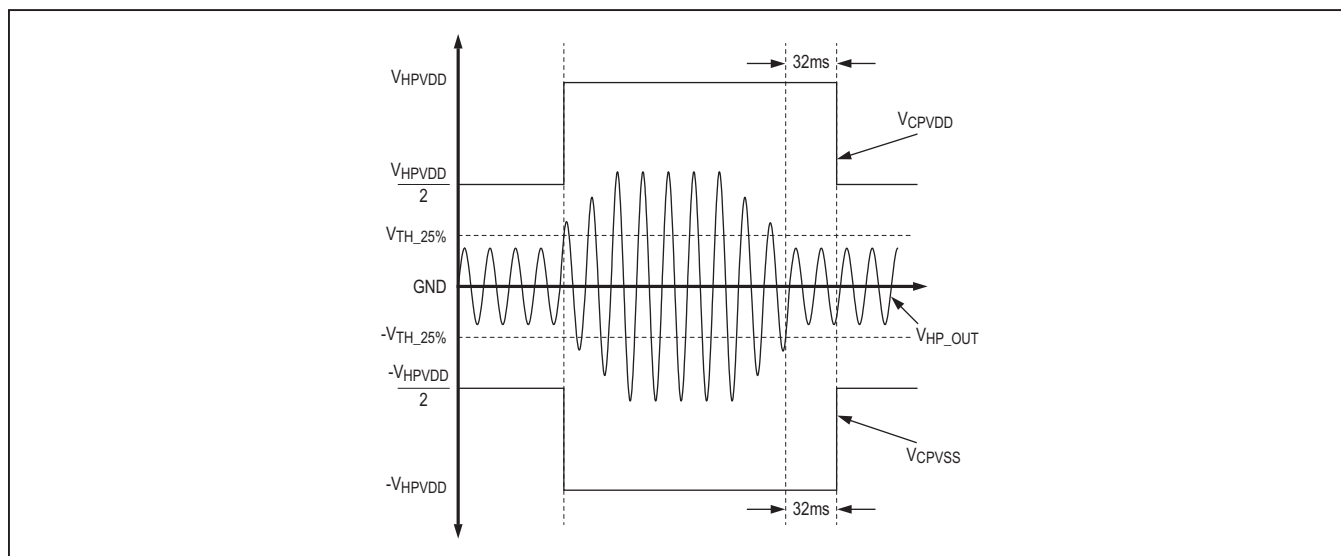 32ms
VHPVDD
VCPVDD
VHPVDD
2
VTH_25%
GND
VHP_OUT
-VTH_25%
-VHPVDD
2
VCPVSS
-VHPVDD
32ms